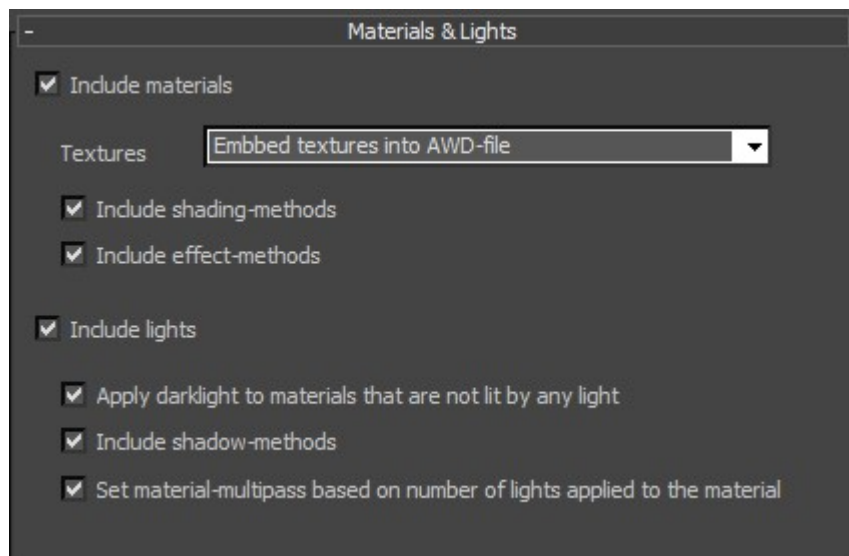 - Materials & Lights
Include materials
Textures Embbed textures into AWD-file
Include shading-methods
Include effect-methods
Include lights
Apply darklight to materials that are not lit by any light
Include shadow-methods
Set material-multipass based on number of lights applied to the material